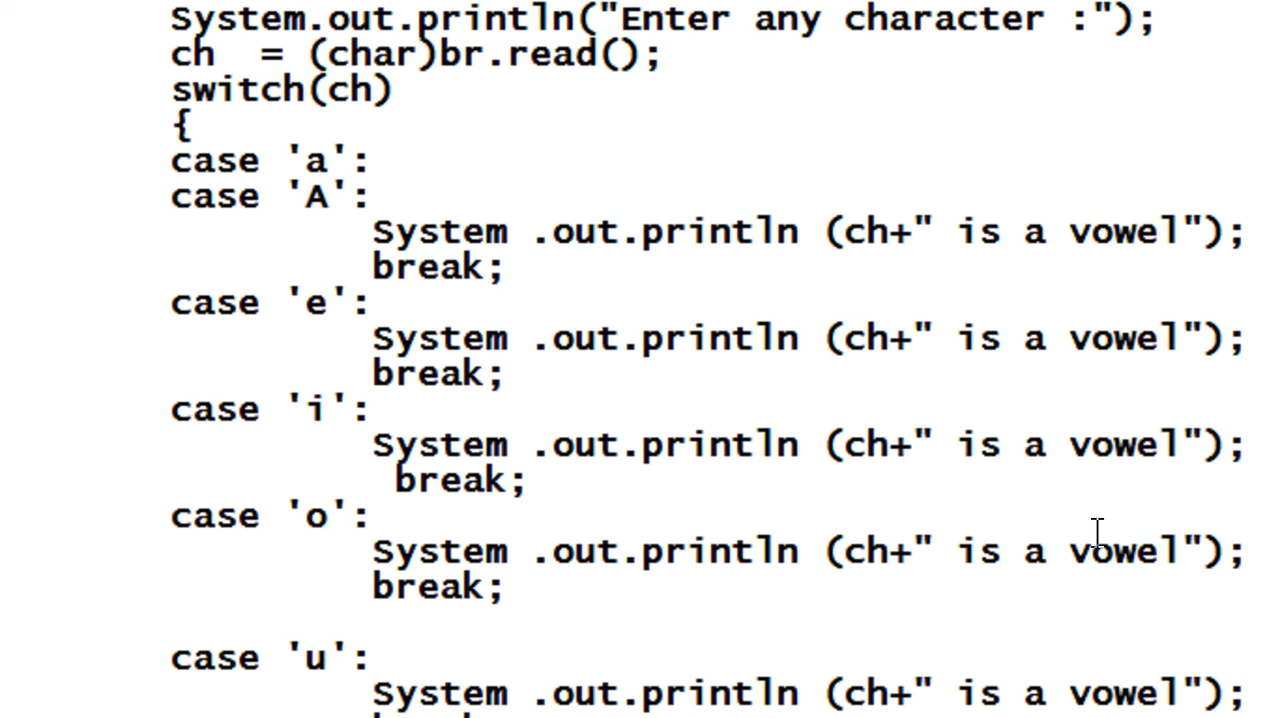 System.out.println("Enter any character :");
ch  = (char)br.read();
switch(ch)
{
case 'a':
case 'A':
System .out.println (ch+" is a vowel");
break;
case 'e':
System .out.println (ch+" is a vowel");
break;
case 'i':
System .out.println (ch+" is a vowel");
break;
case 'o':
System .out.println (ch+" is a vowel");
break;
case 'u':
System .out.println (ch+" is a vowel");